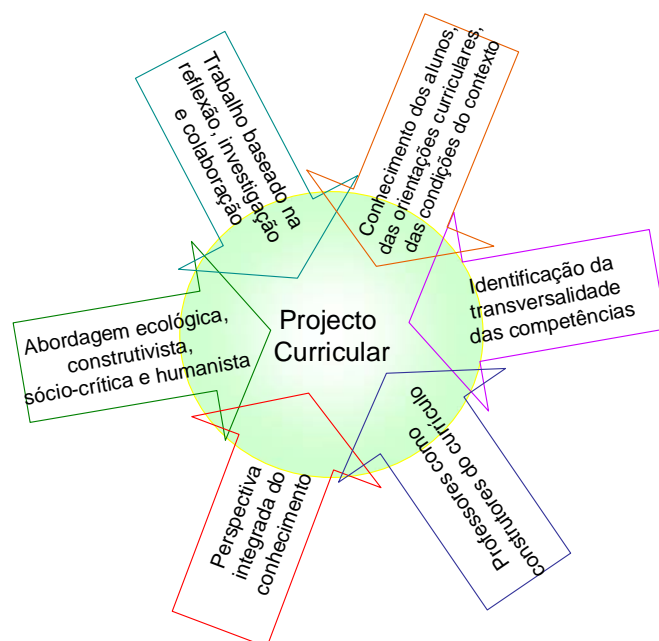 Trabalho baseado na
reflexão, investigação
e colaboração
Conhecimento dos alunos,
das orientações curriculares,
das condições do contexto
Identificação da
transversalidade
das competências
Professores como
construtores do currículo
Perspectiva
integrada do
conhecimento
Abordagem ecológica,
construtivista,
sócio-crítica e humanista
Projecto
Curricular